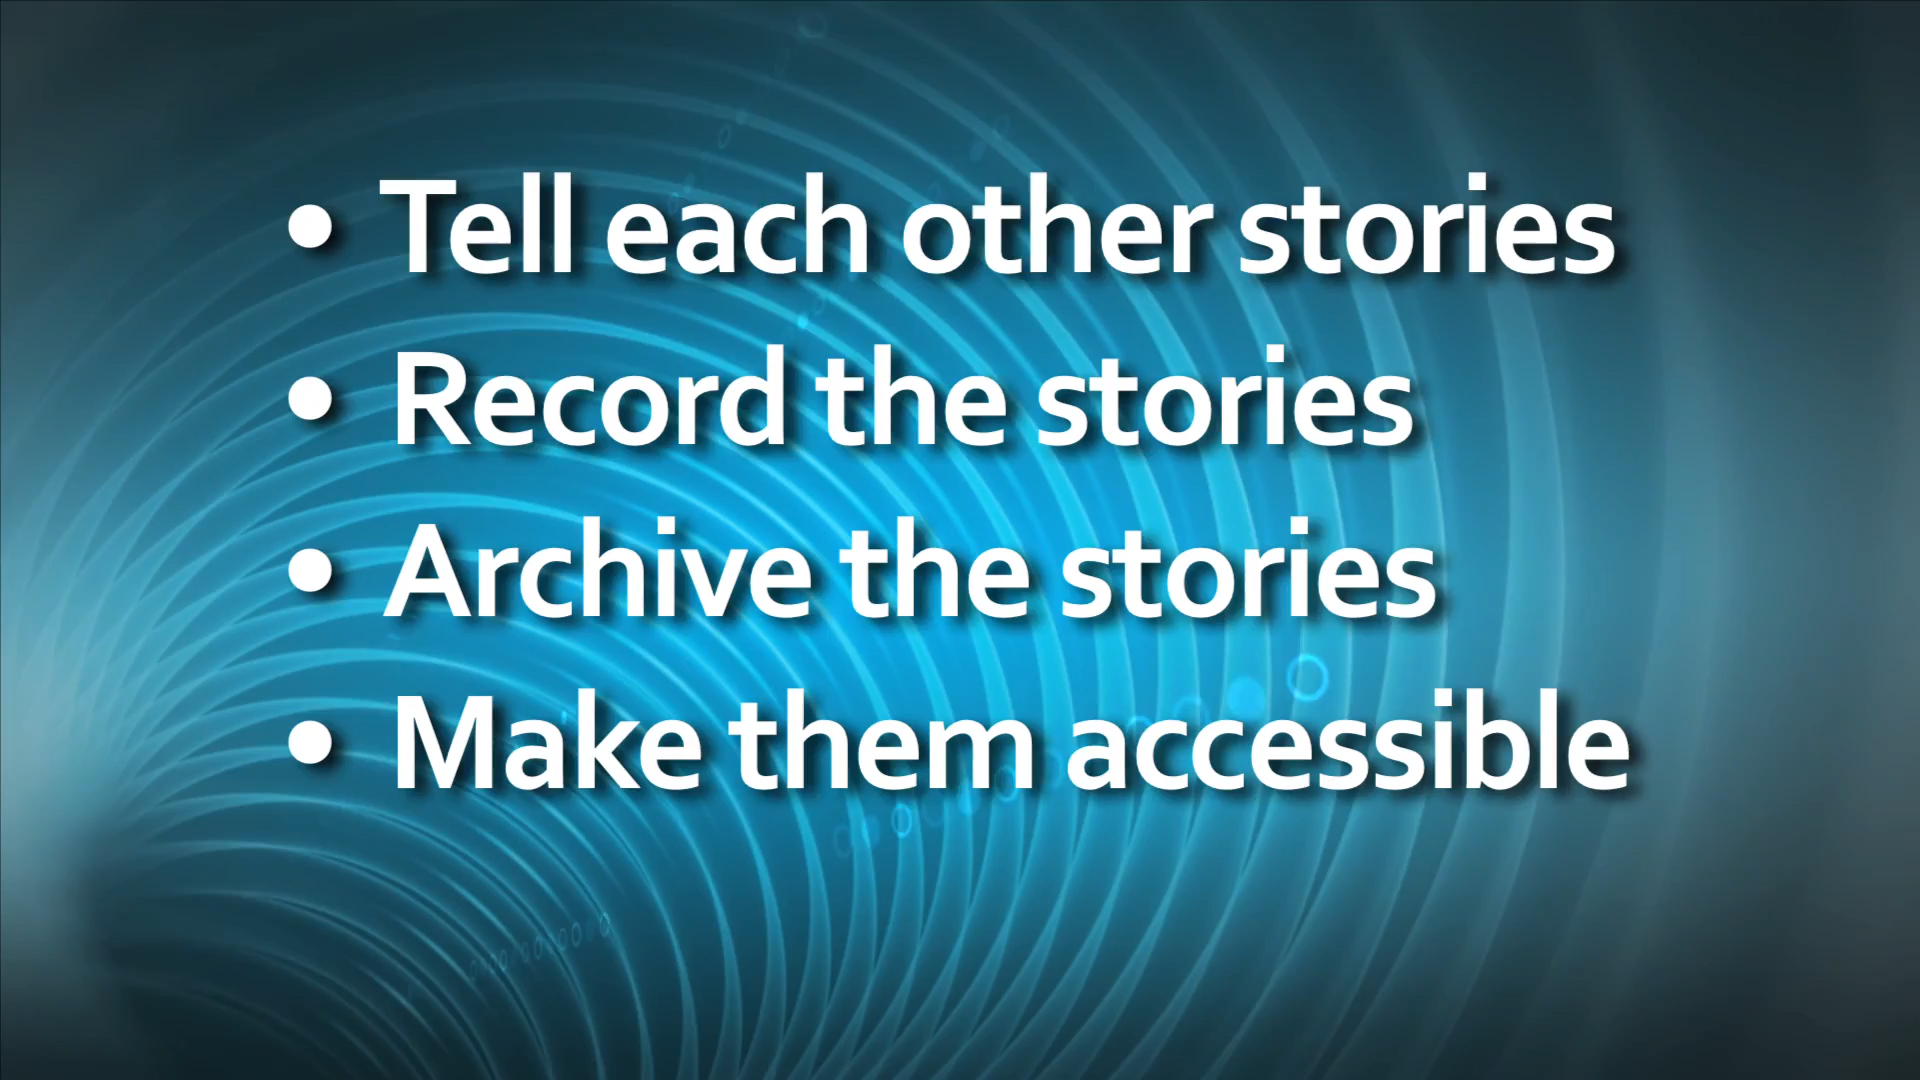 • Tell each other stories
• Record the stories
• Archive the stories
• Make them accessible